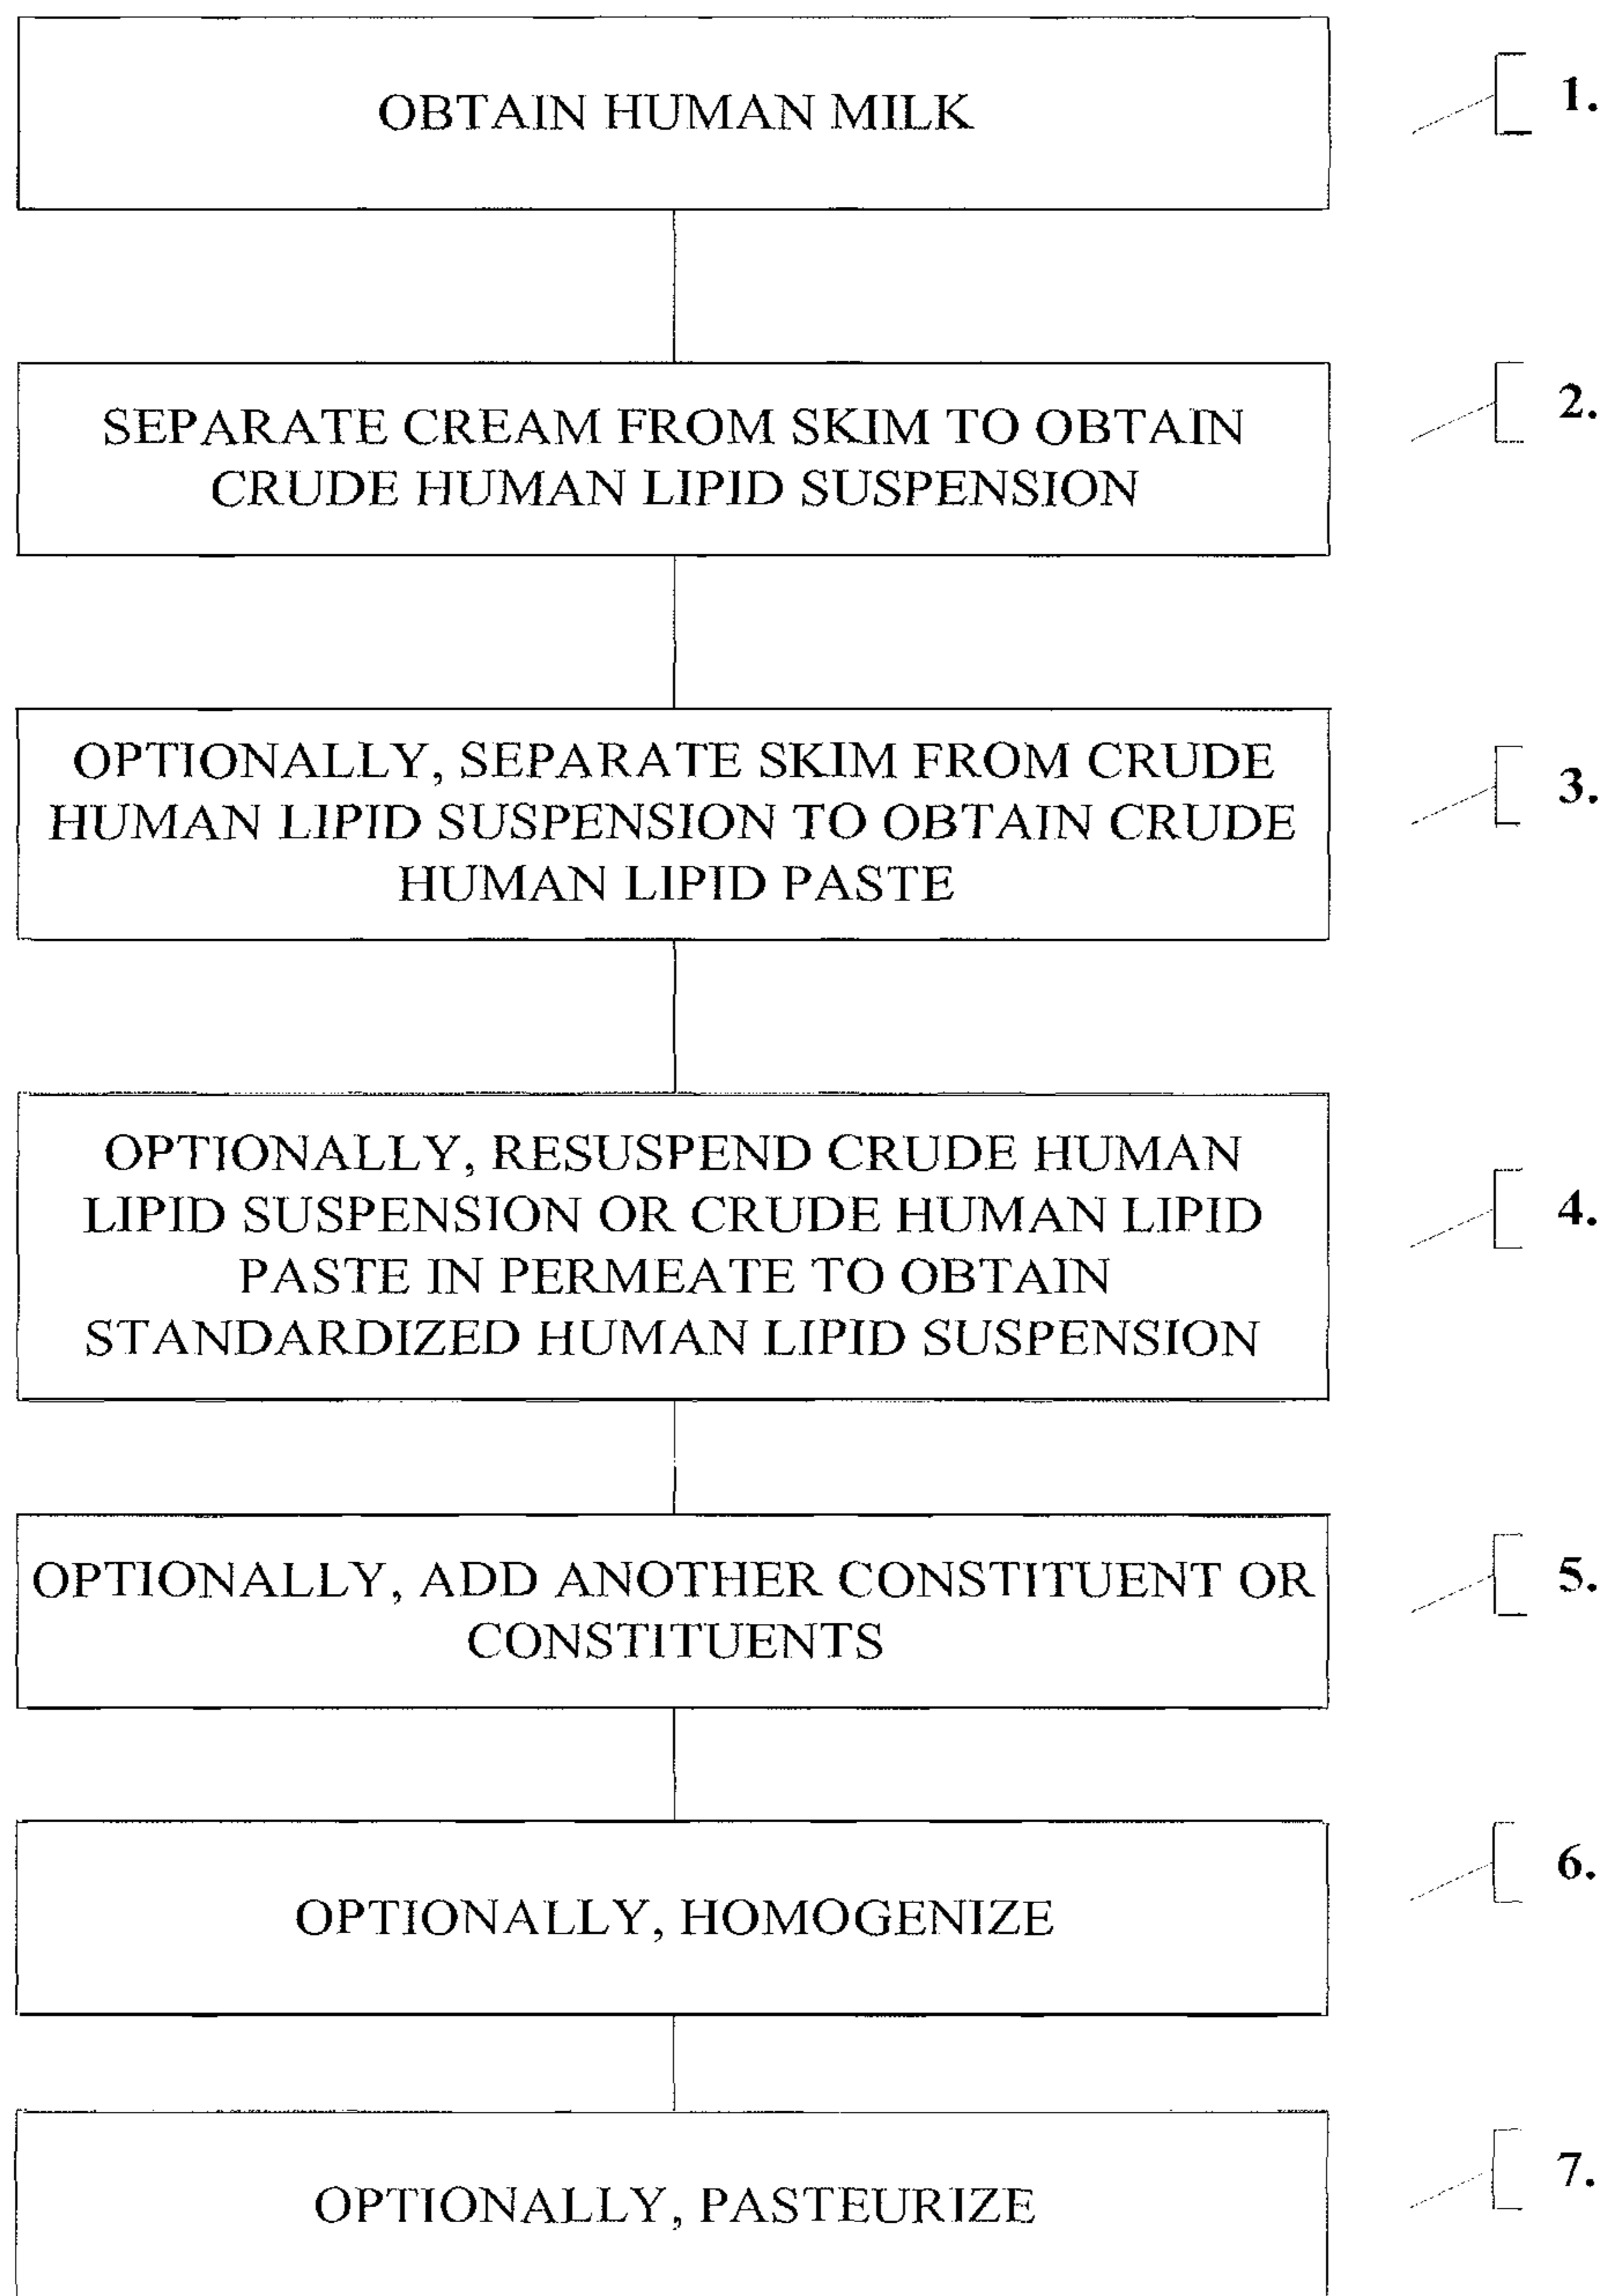 OBTAIN HUMAN MILK
1.
SEPARATE CREAM FROM SKIM TO OBTAIN
CRUDE HUMAN LIPID SUSPENSION
2.
OPTIONALLY, SEPARATE SKIM FROM CRUDE
HUMAN LIPID SUSPENSION TO OBTAIN CRUDE
HUMAN LIPID PASTE
3.
OPTIONALLY, RESUSPEND CRUDE HUMAN
LIPID SUSPENSION OR CRUDE HUMAN LIPID
PASTE IN PERMEATE TO OBTAIN
STANDARDIZED HUMAN LIPID SUSPENSION
4.
OPTIONALLY, ADD ANOTHER CONSTITUENT OR
CONSTITUENTS
5.
OPTIONALLY, HOMOGENIZE
6.
OPTIONALLY, PASTEURIZE
7.